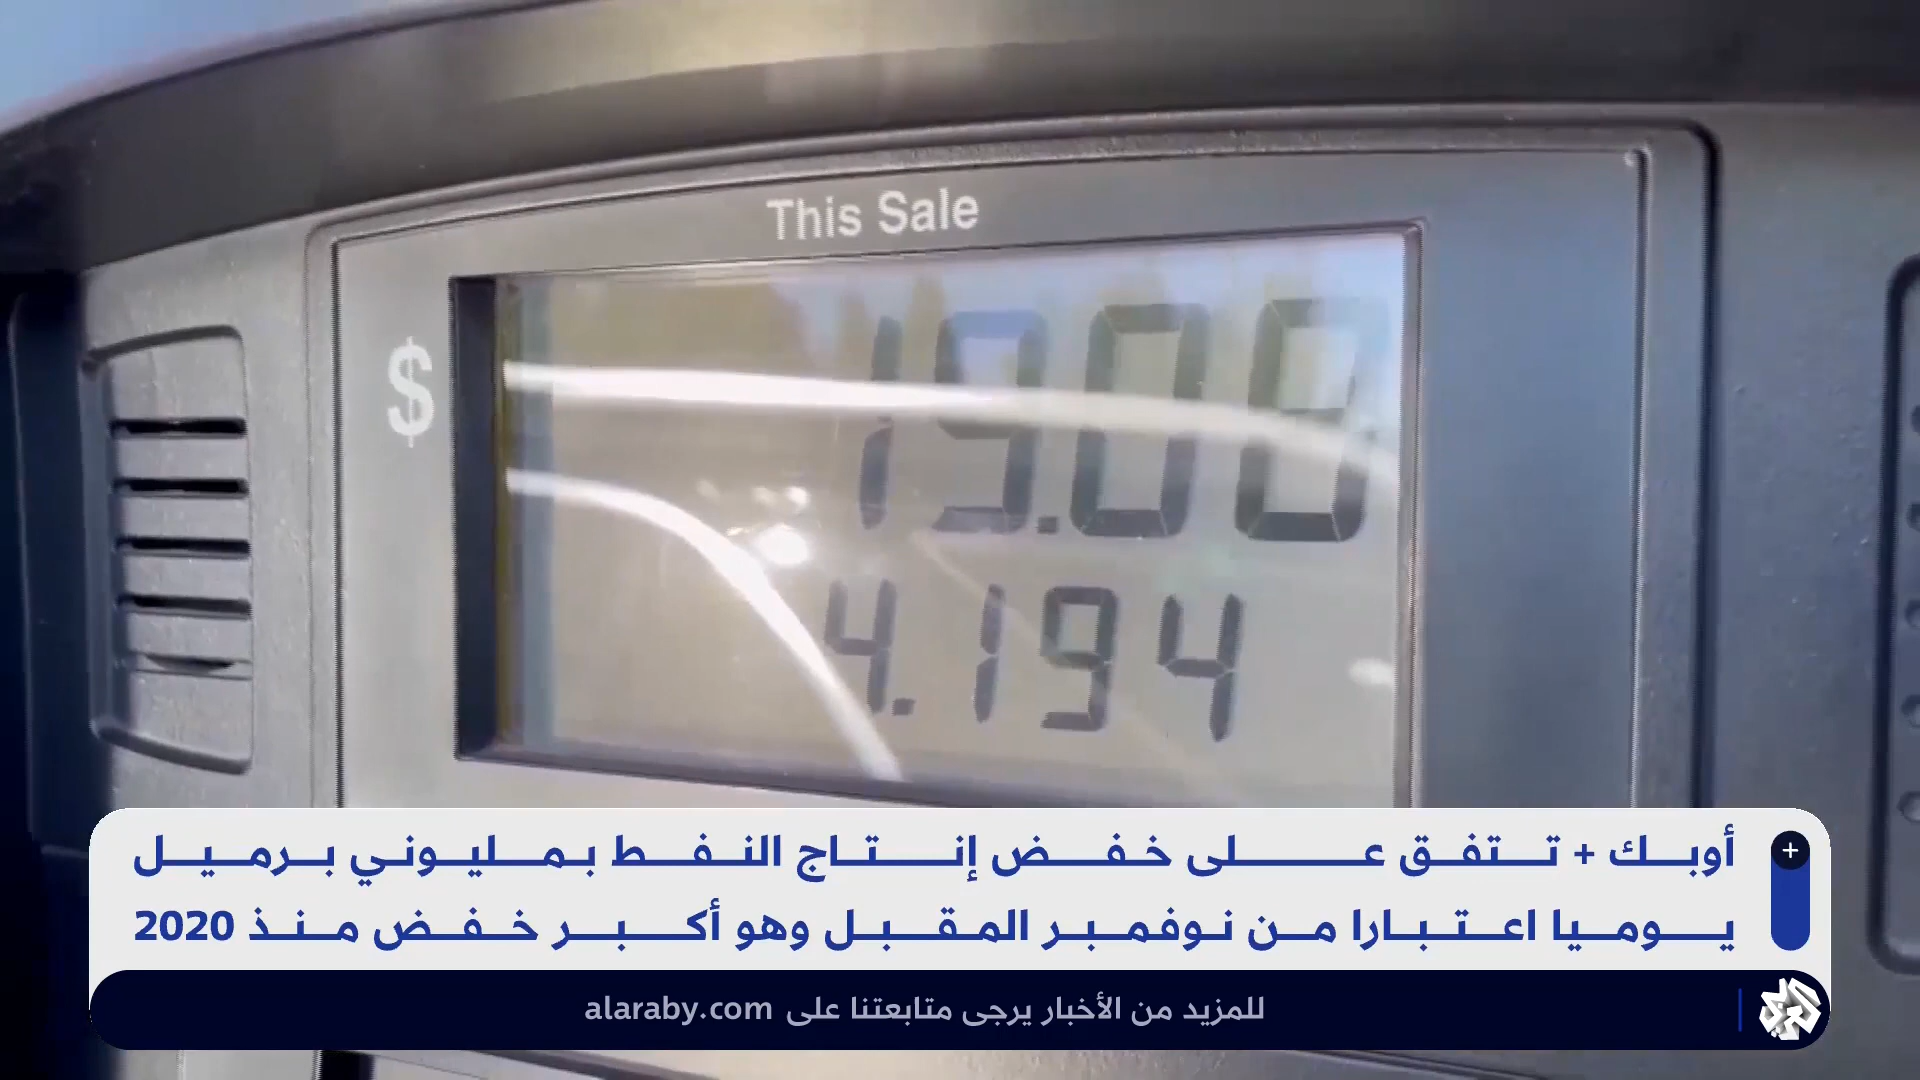 This Sale
$
19.08
4.194
أوبك + تتفق على خفض إنتاج النفط بمليوني برميل
يوميا اعتبارا من نوفمبر المقبل وهو أكبر خفض منذ 2020
للمزيد من الأخبار يرجى متابعتنا على alaraby.com